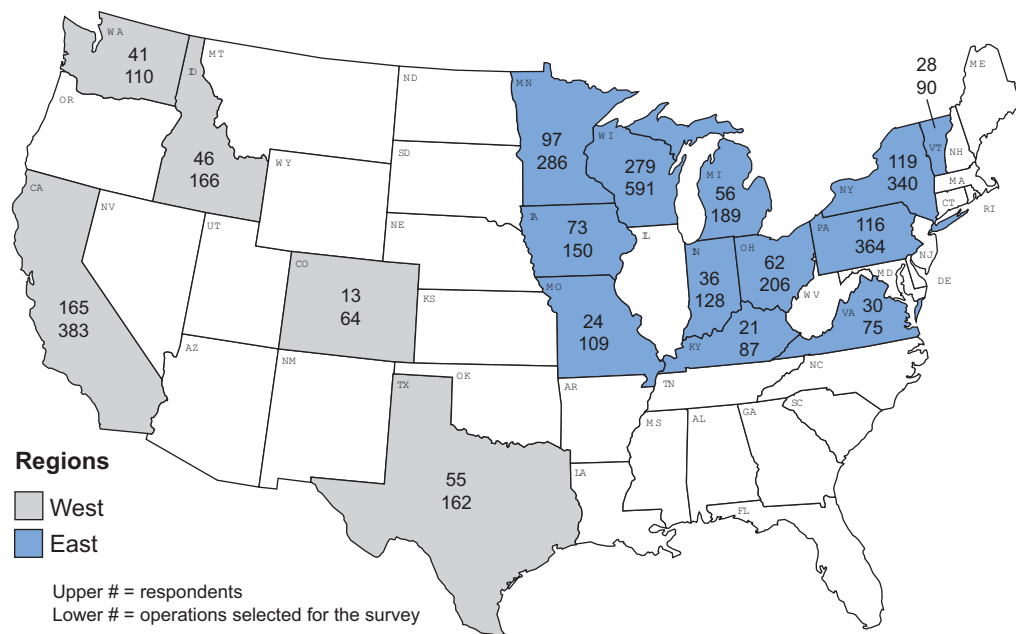 WA
41
110
ID
MT
ND
MN
97
286
WI
279
591
MI
56
189
28
90
ME
VT
NH
119
340
NY
MA
CT
RI
OR
46
166
WY
SD
IA
73
150
NE
CA
NV
UT
CO
13
64
KS
MO
24
109
IL
IN
36
128
OH
62
206
PA
116
364
NJ
MD
DE
WV
VA
30
75
KY
21
87
165
383
AZ
NM
TX
55
162
OK
AR
TN
NC
SC
MS
AL
GA
LA
FL
Regions
West
East
Upper # = respondents
Lower # = operations selected for the survey